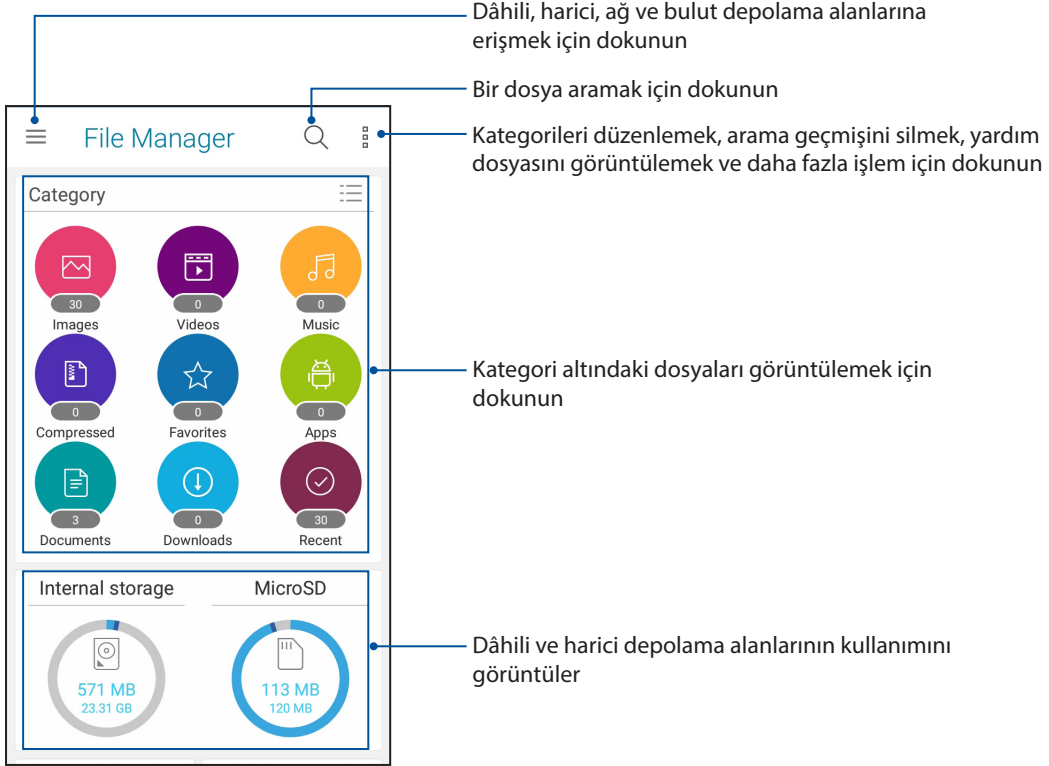 Dâhili, harici, ağ ve bulut depolama alanlarına
erişmek için dokunun
Bir dosya aramak için dokunun
Kategorileri düzenlemek, arama geçmişini silmek, yardım
dosyasını görüntülemek ve daha fazla işlem için dokunun
File Manager
Category
30
0
0
Images
Videos
Music
0
0
0
Compressed
Favorites
Apps
3
0
30
Documents
Downloads
Recent
Kategori altındaki dosyaları görüntülemek için
dokunun
Internal storage
MicroSD
571 MB
23.31 GB
113 MB
120 MB
Dâhili ve harici depolama alanlarının kullanımını
görüntüler